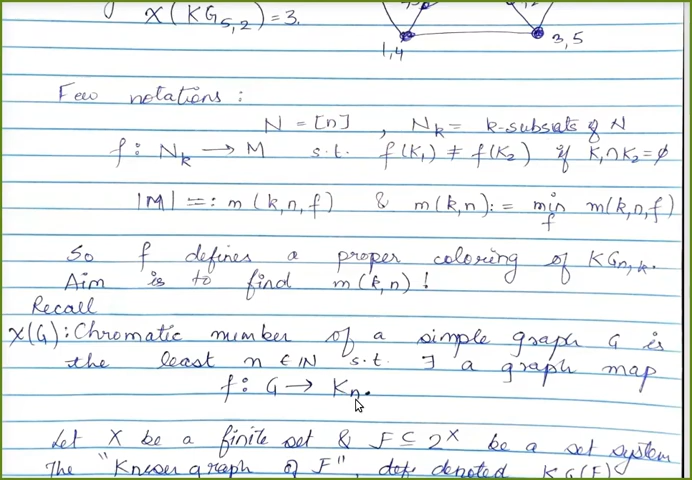 χ(KG5,2) = 3.
1,4
3,5
Few notations:
N = [n] , Nk = k-subsets of N
f : Nk → M s.t. f(K1) ≠ f(K2) if K1 ∩ K2 = φ
|M| =: m(k,n,f) & m(k,n) := min m(k,n,f)
f
So f defines a proper coloring of KGn,k.
Aim is to find m(k,n) !
Recall
χ(G) : Chromatic number of a simple graph G is
the least n ∈ IN s.t. ∃ a graph map
f : G → Kn.
Let X be a finite set & F ⊆ 2^X be a set system
The "Kneser graph of F", denoted KG(F)